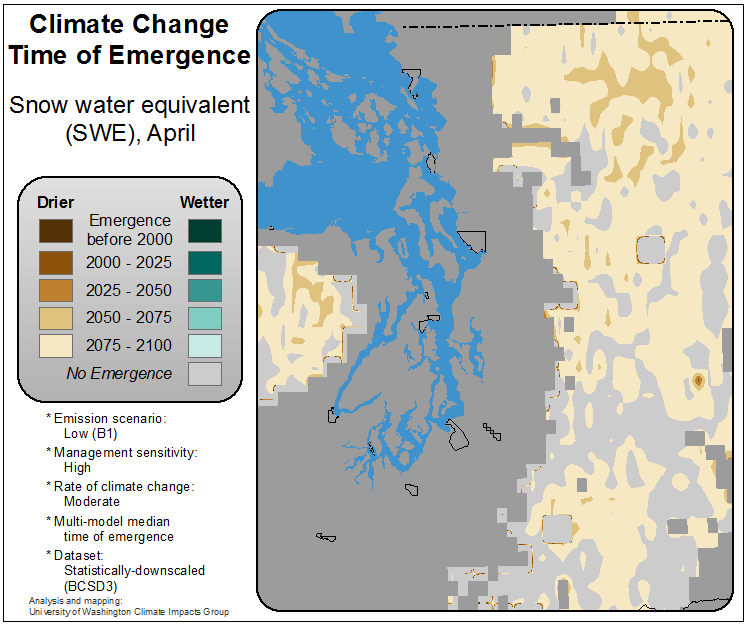 Climate Change
Time of Emergence
Snow water equivalent
(SWE), April
Drier Wetter
Emergence
before 2000
2000 - 2025
2025 - 2050
2050 - 2075
2075 - 2100
No Emergence
* Emission scenario:
Low (B1)
* Management sensitivity:
High
* Rate of climate change:
Moderate
* Multi-model median
time of emergence
* Dataset:
Statistically-downscaled
(BCSD3)
Analysis and mapping:
University of Washington Climate Impacts Group